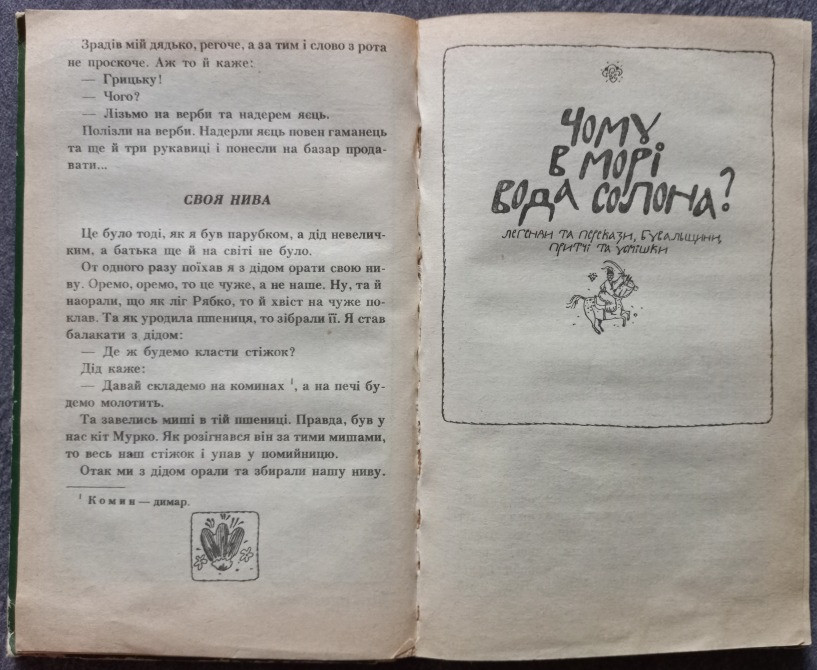 Зрадів мій дядько, регоче, а за тим і слово з рота
не проскоче. Аж то й каже:
— Грицьку!
— Чого?
— Лізьмо на верби та надерем яєць.
Полізли на верби. Надерли яєць повен гаманець
та ще й три рукавиці і понесли на базар прода-
вати...
СВОЯ НИВА
Це було тоді, як я був парубком, а дід невелич-
ким, а батька ще й на світі не було.
От одного разу поїхав я з дідом орати свою ни-
ву. Оремо, оремо, то це чуже, а не наше. Ну, та й
наорали, що як ліг Рябко, то й хвіст на чуже по-
клав. Та як уродила пшениця, то зібрали її. Я став
балакати з дідом:
— Де ж будемо класти стіжок?
Дід каже:
— Давай складемо на коминах ¹, а на печі бу-
демо молотить.
Та завелись миші в тій пшениці. Правда, був у
нас кіт Мурко. Як розігнався він за тими мишами,
то весь наш стіжок і упав у помийницю.
Отак ми з дідом орали та збирали нашу ниву.
¹ Комин — димар.
ЧОМУ
В МОРІ
ВОДА СОЛОНА?
ЛЕГЕНДИ ТА ПЕРЕКАЗИ, БУВАЛЬЩИНИ,
ПРИТЧІ ТА УСМІШКИ